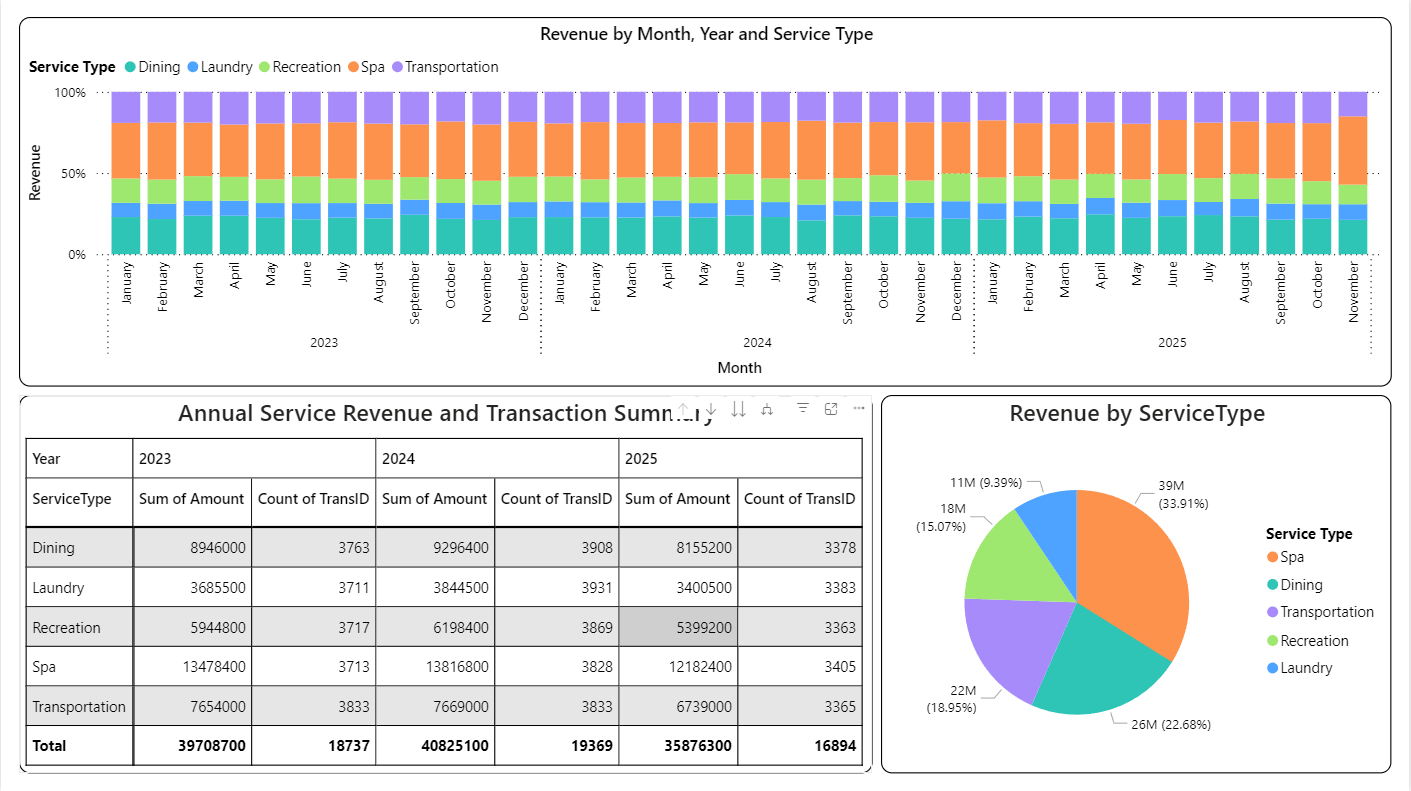 Revenue by Month, Year and Service Type
Service Type Dining Laundry Recreation Spa Transportation
100%
50%
0%
Revenue
January February March April May June July August September October November December January February March April May June July August September October November December January February March April May June July August September October November
2023 2024 2025
Month
Annual Service Revenue and Transaction Summary
Year 2023 2024 2025
ServiceType Sum of Amount Count of TransID Sum of Amount Count of TransID Sum of Amount Count of TransID
Dining 8946000 3763 9296400 3908 8155200 3378
Laundry 3685500 3711 3844500 3931 3400500 3383
Recreation 5944800 3717 6198400 3869 5399200 3363
Spa 13478400 3713 13816800 3828 12182400 3405
Transportation 7654000 3833 7669000 3833 6739000 3365
Total 39708700 18737 40825100 19369 35876300 16894
Revenue by ServiceType
11M (9.39%)
39M
(33.91%)
18M
(15.07%)
22M
(18.95%)
26M (22.68%)
Service Type
Spa
Dining
Transportation
Recreation
Laundry